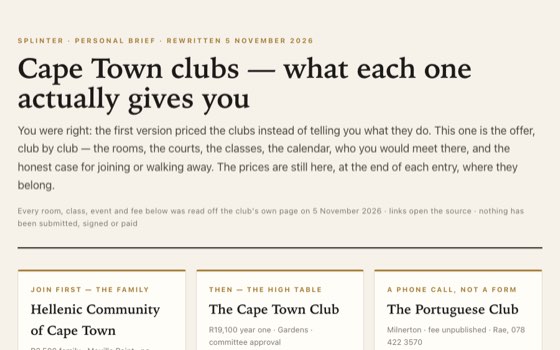 SPLINTER · PERSONAL BRIEF · REWRITTEN 5 NOVEMBER 2026
Cape Town clubs — what each one
actually gives you
You were right: the first version priced the clubs instead of telling you what they do. This one is the offer,
club by club — the rooms, the courts, the classes, the calendar, who you would meet there, and the
honest case for joining or walking away. The prices are still here, at the end of each entry, where they
belong.
Every room, class, event and fee below was read off the club's own page on 5 November 2026 · links open the source · nothing has
been submitted, signed or paid
JOIN FIRST — THE FAMILY
Hellenic Community
of Cape Town
THEN — THE HIGH TABLE
The Cape Town Club
R19,100 year one · Gardens ·
committee approval
A PHONE CALL, NOT A FORM
The Portuguese Club
Milnerton · fee unpublished · Rae, 078
422 3570